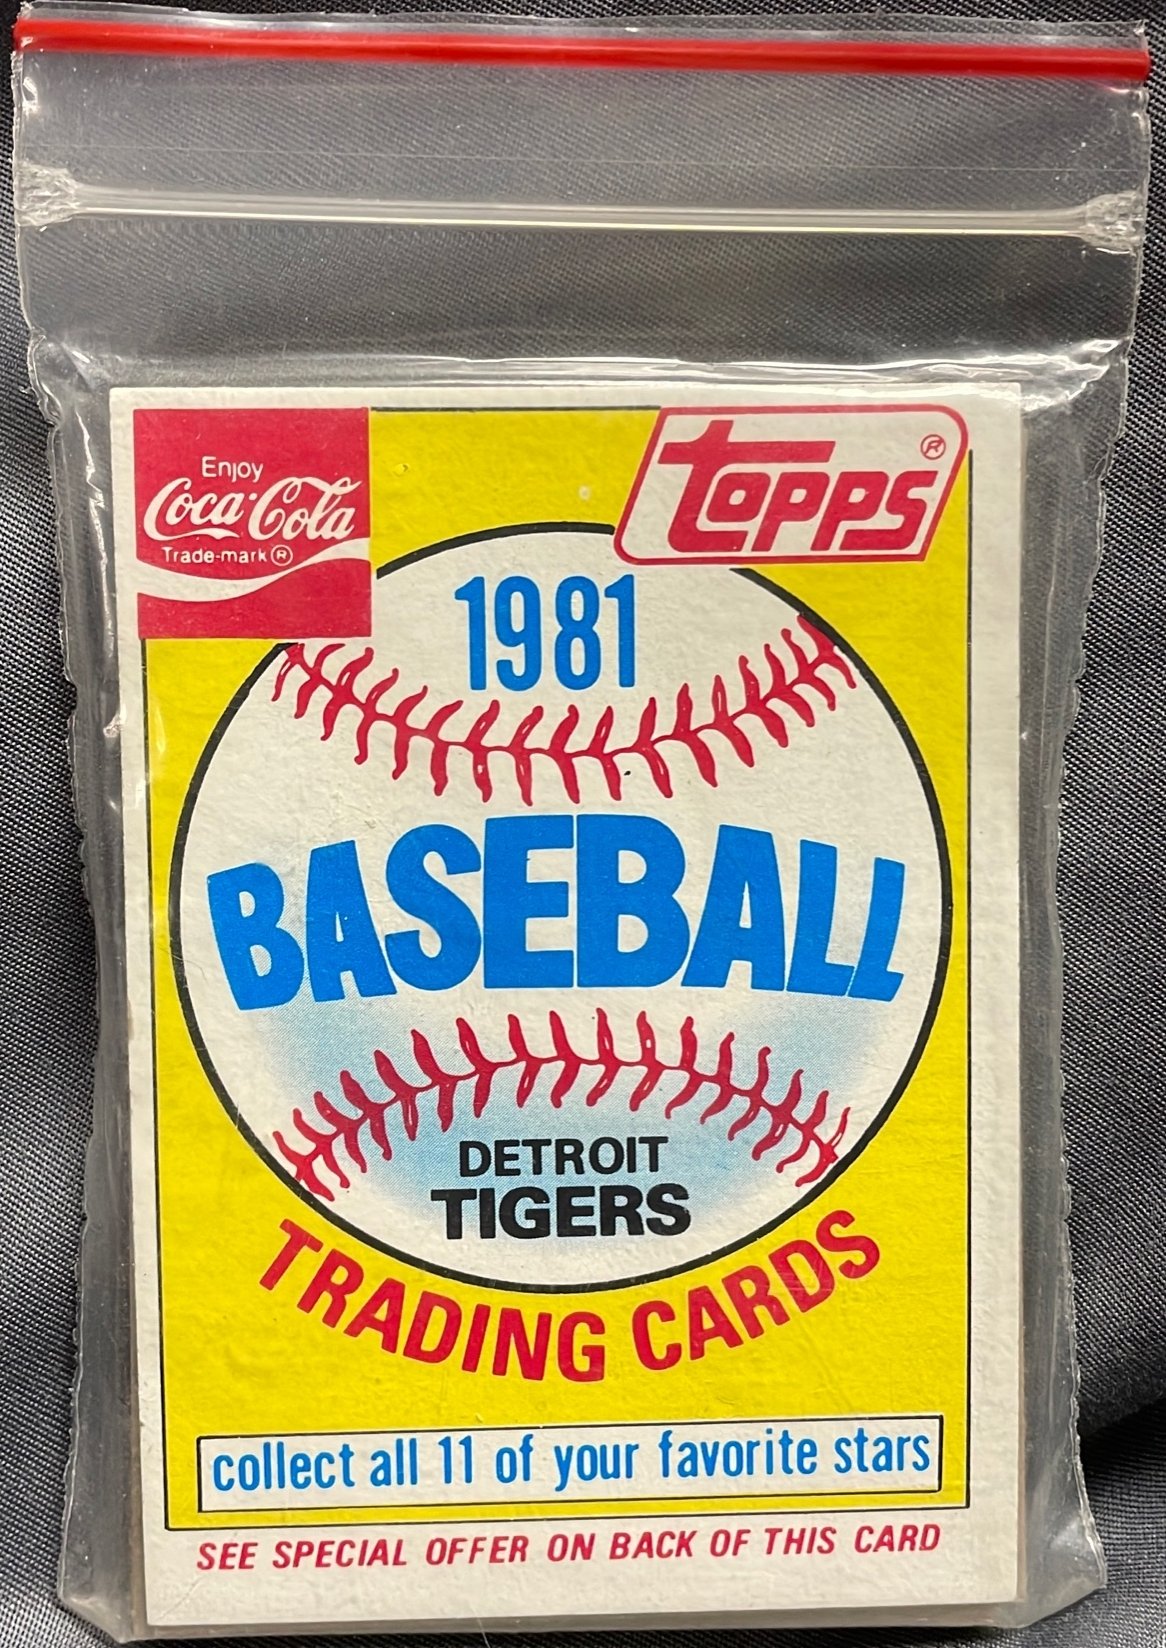 Enjoy
Coca-Cola
Trade-mark ®
Topps®
1981
BASEBALL
DETROIT
TIGERS
TRADING CARDS
collect all 11 of your favorite stars
SEE SPECIAL OFFER ON BACK OF THIS CARD